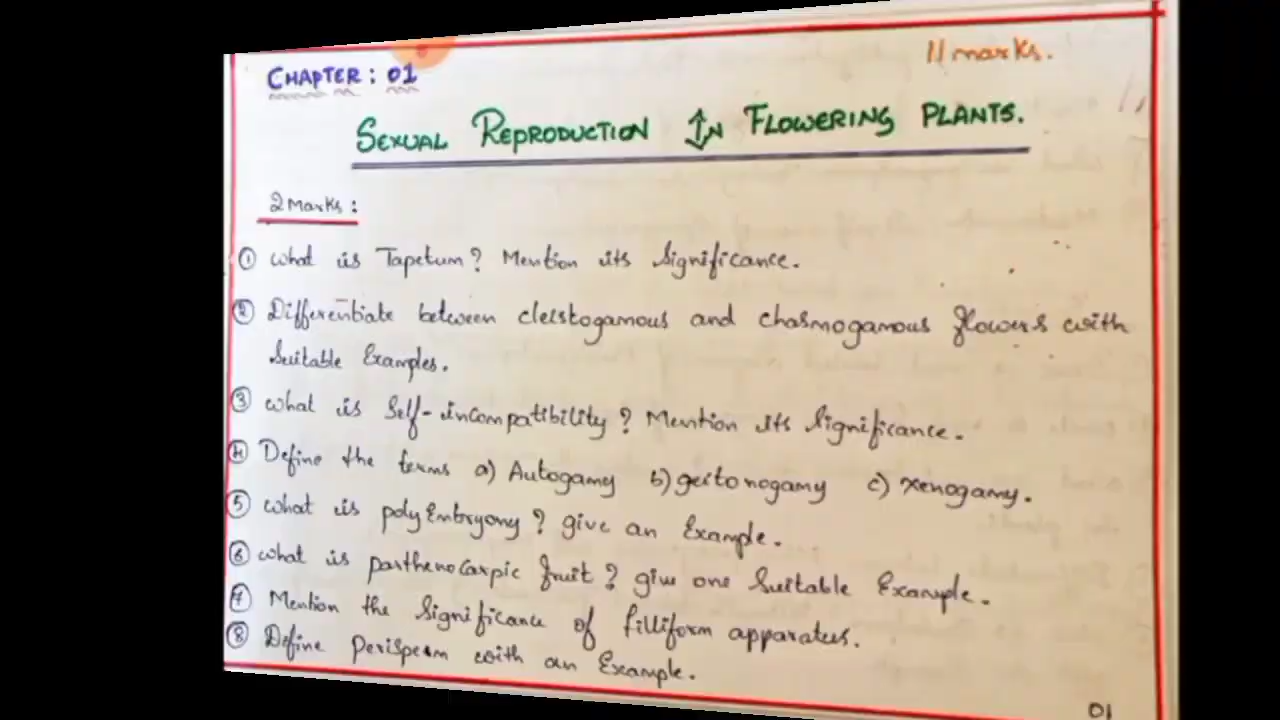 11 marks.
CHAPTER: 01
SEXUAL REPRODUCTION IN FLOWERING PLANTS.
2 Marks:
① What is Tapetum? Mention its Significance.
② Differentiate between cleistogamous and chasmogamous flowers with
Suitable Examples.
③ What is Self-incompatibility? Mention its Significance.
④ Define the terms a) Autogamy b) geitonogamy c) xenogamy.
⑤ What is polyEmbryony? give an Example.
⑥ What is parthenocarpic fruit? give one Suitable Example.
⑦ Mention the Significance of filliform apparatus.
⑧ Define Perisperm with an Example.
01